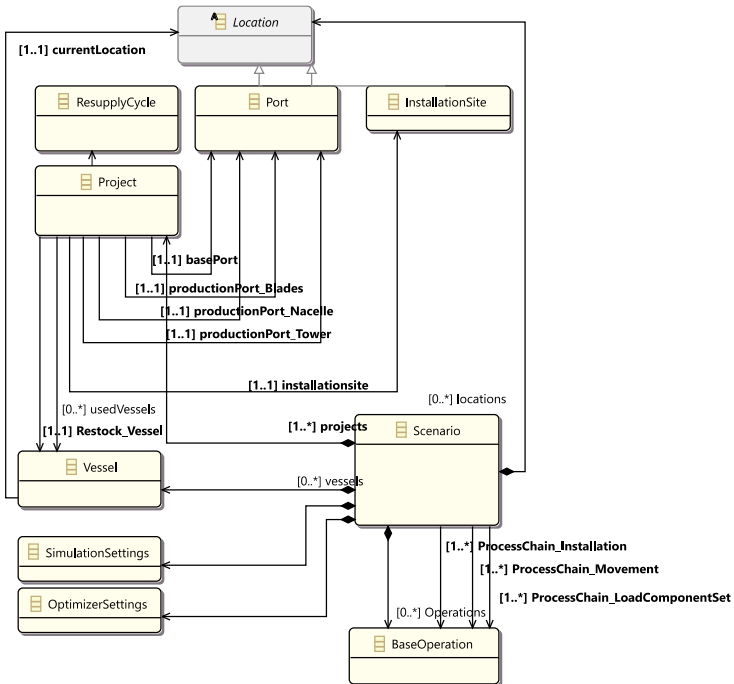 Location
[1..1] currentLocation
ResupplyCycle
Port
InstallationSite
Project
[1..1] basePort
[1..1] productionPort_Blades
[1..1] productionPort_Nacelle
[1..1] productionPort_Tower
[1..1] installationsite
[0..*] usedVessels
[0..*] locations
[1..1] Restock_Vessel
[1..*] projects
Scenario
Vessel
[0..*] vessels
SimulationSettings
[1..*] ProcessChain_Installation
[1..*] ProcessChain_Movement
OptimizerSettings
[1..*] ProcessChain_LoadComponentSet
[0..*] Operations
BaseOperation